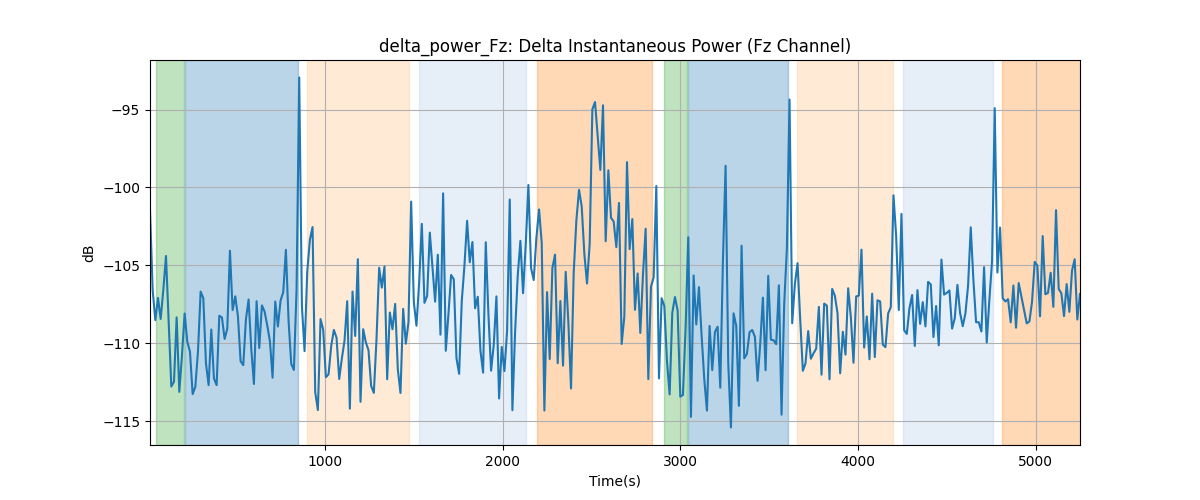 delta_power_Fz: Delta Instantaneous Power (Fz Channel)
dB
−95
−100
−105
−110
−115
1000 2000 3000 4000 5000
Time(s)